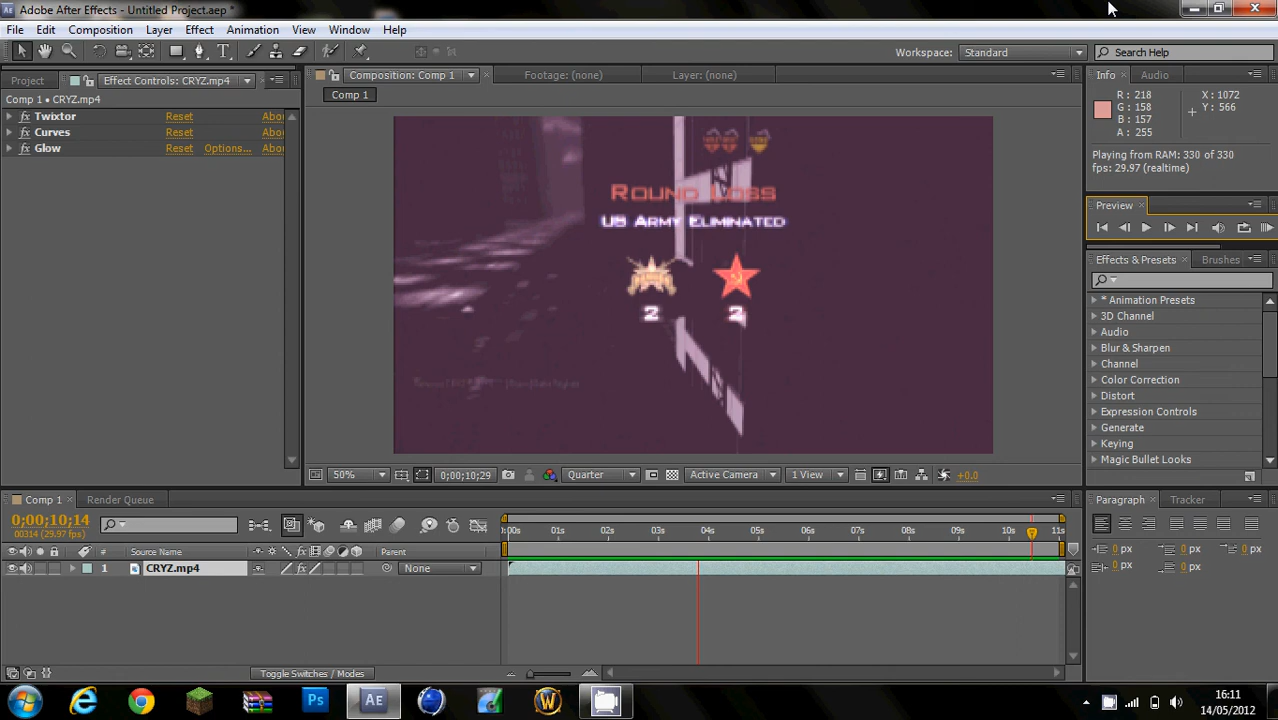 Adobe After Effects - Untitled Project.aep *
File Edit Composition Layer Effect Animation View Window Help
Workspace: Standard Search Help
Project Effect Controls: CRYZ.mp4
Composition: Comp 1 Footage: (none) Layer: (none)
Info Audio
Comp 1 • CRYZ.mp4
Comp 1
Twixtor Reset Abou
Curves Reset Abou
Glow Reset Options... Abou
R: 218 X: 1072
G: 158 Y: 566
B: 157
A: 255
Playing from RAM: 330 of 330
fps: 29.97 (realtime)
Round Loss
US Army Eliminated
2 2
Preview
Effects & Presets Brushes
* Animation Presets
3D Channel
Audio
Blur & Sharpen
Channel
Color Correction
Distort
Expression Controls
Generate
Keying
Magic Bullet Looks
50% 0;00;10;29 Quarter Active Camera 1 View +0.0
Comp 1 Render Queue
Paragraph Tracker
0;00;10;14
00314 (29.97 fps)
:00s 01s 02s 03s 04s 05s 06s 07s 08s 09s 10s 11s
# Source Name Parent
1 CRYZ.mp4 None
0 px 0 px 0 px
0 px 0 px
Toggle Switches / Modes
Ps AE
16:11
14/05/2012